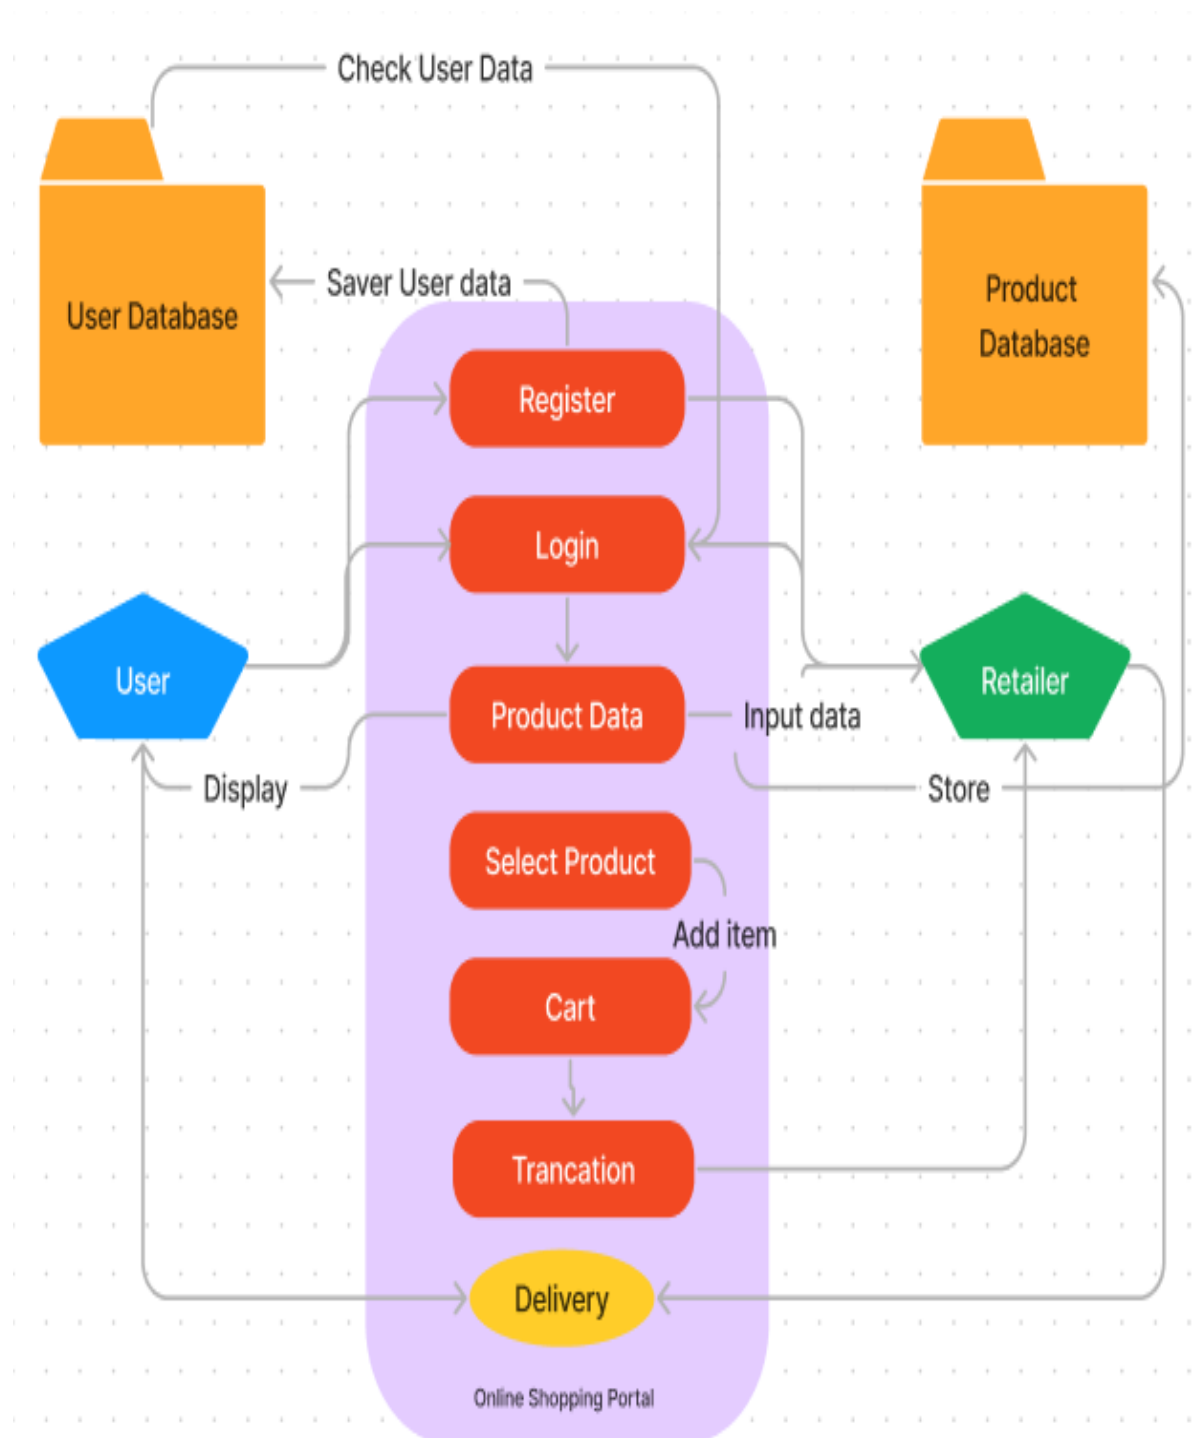 Check User Data
User Database
Saver User data
Product
Database
Register
Login
User
Retailer
Product Data
Input data
Display
Store
Select Product
Add item
Cart
Trancation
Delivery
Online Shopping Portal